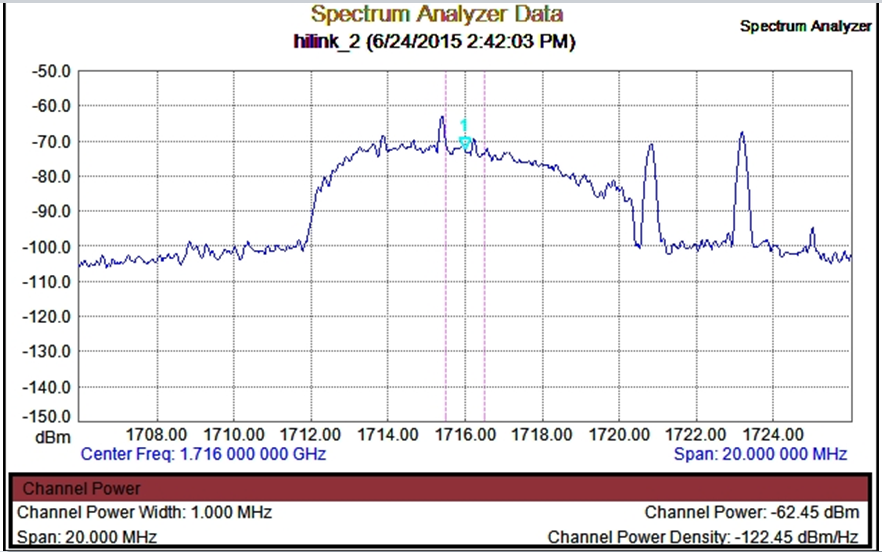 Spectrum Analyzer Data
Spectrum Analyzer
hilink_2 (6/24/2015 2:42:03 PM)
-50.0
-60.0
1
-70.0
-80.0
-90.0
-100.0
-110.0
-120.0
-130.0
-140.0
-150.0
dBm 1708.00 1710.00 1712.00 1714.00 1716.00 1718.00 1720.00 1722.00 1724.00
Center Freq: 1.716 000 000 GHz Span: 20.000 000 MHz
Channel Power
Channel Power Width: 1.000 MHz Channel Power: -62.45 dBm
Span: 20.000 MHz Channel Power Density: -122.45 dBm/Hz